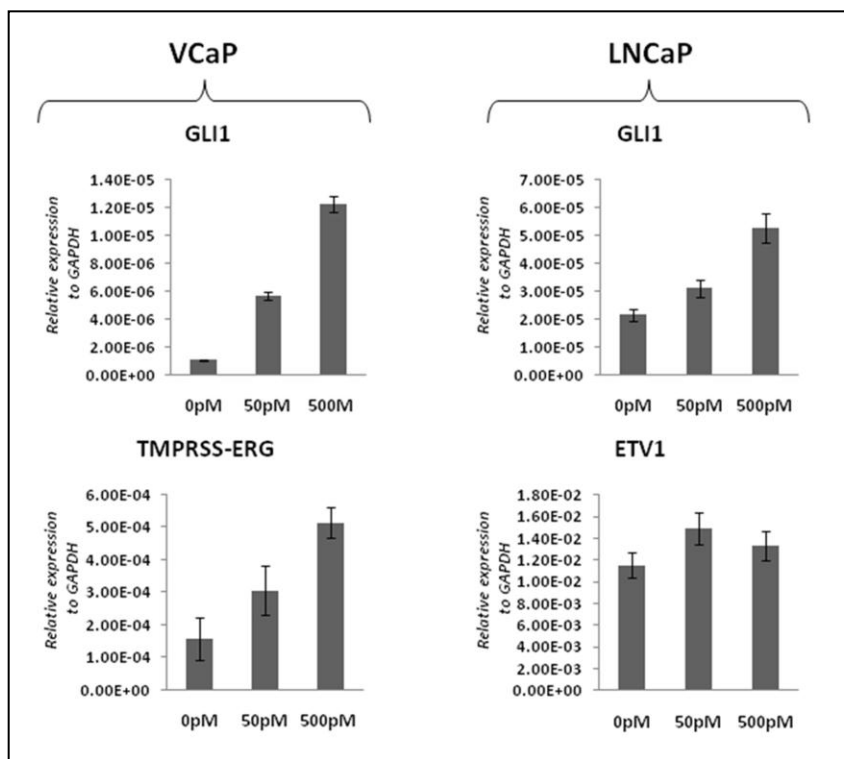 VCaP
LNCaP
GLI1
Relative expression
to GAPDH
1.40E-05
1.20E-05
1.00E-05
8.00E-06
6.00E-06
4.00E-06
2.00E-06
0.00E+00
0pM 50pM 500M
GLI1
Relative expression
to GAPDH
7.00E-05
6.00E-05
5.00E-05
4.00E-05
3.00E-05
2.00E-05
1.00E-05
0.00E+00
0pM 50pM 500pM
TMPRSS-ERG
Relative expression
to GAPDH
6.00E-04
5.00E-04
4.00E-04
3.00E-04
2.00E-04
1.00E-04
0.00E+00
0pM 50pM 500pM
ETV1
Relative expression
to GAPDH
1.80E-02
1.60E-02
1.40E-02
1.20E-02
1.00E-02
8.00E-03
6.00E-03
4.00E-03
2.00E-03
0.00E+00
0pM 50pM 500pM